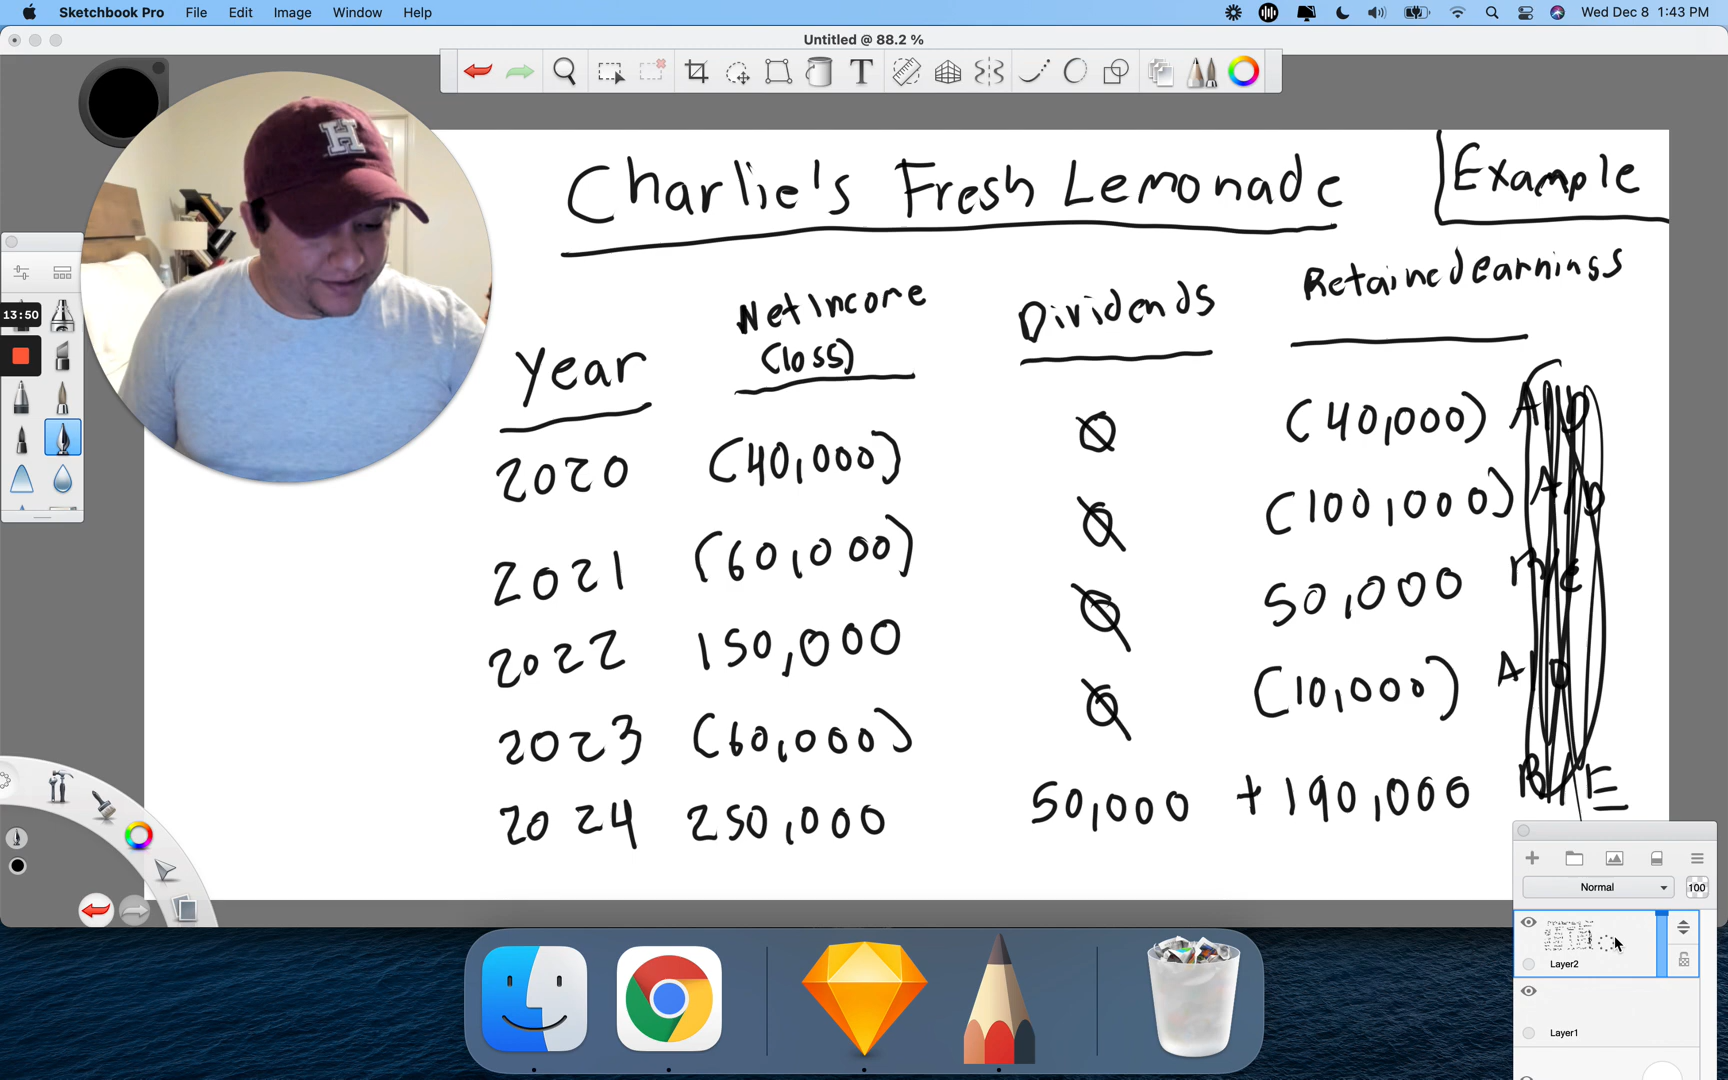 Sketchbook Pro File Edit Image Window Help Wed Dec 8 1:43 PM
Untitled @ 88.2 %
H
13:50
Charlie's Fresh Lemonade
Example
Year
Net Income
(loss)
Dividends
Retained earnings
2020 (40,000) Ø (40,000)
2021 (60,000) Ø (100,000)
2022 150,000 Ø 50,000
2023 (60,000) Ø (10,000)
2024 250,000 50,000 + 190,000
Normal 100
Layer2
Layer1